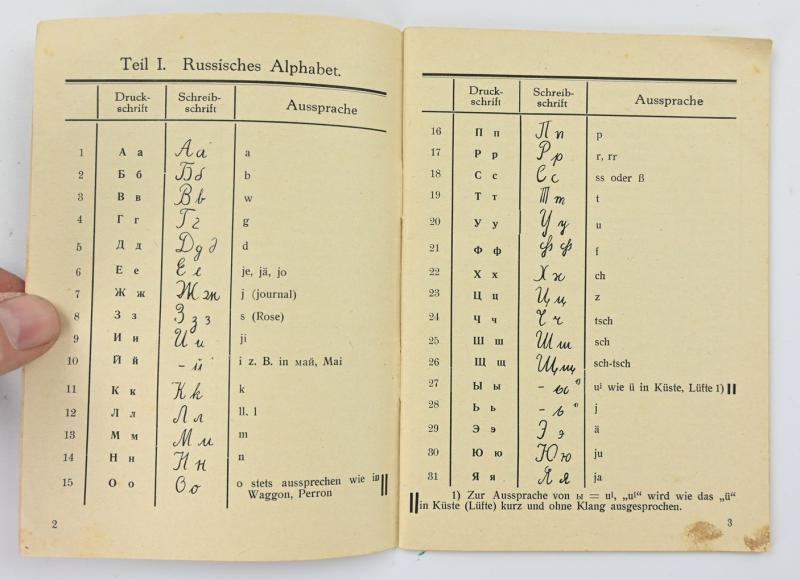 Teil I. Russisches Alphabet.
Druck-schrift Schreib-schrift Aussprache
1 А а Аа a
2 Б б Бб b
3 В в Вв w
4 Г г Гг g
5 Д д Дgд d
6 Е е Ее je, jä, jo
7 Ж ж Жж j (journal)
8 З з Ззз s (Rose)
9 И и Ии ji
10 Й й - й i z. B. in май, Mai
11 К к Кк k
12 Л л Лл ll, l
13 М м Мм m
14 Н н Нн n
15 О о Оо o stets aussprechen wie in
Waggon, Perron
2
Druck-schrift Schreib-schrift Aussprache
16 П п Пп p
17 Р р Рр r, rr
18 С с Сс ss oder ß
19 Т т Тт t
20 У у Уу u
21 Ф ф Фф f
22 Х х Хх ch
23 Ц ц Цц z
24 Ч ч Чч tsch
25 Ш ш Шш sch
26 Щ щ Щщ sch-tsch
27 Ы ы - ы ¹) uⁱ wie ü in Küste, Lüfte 1)
28 Ь ь - ь ¹) j
29 Э э Ээ ä
30 Ю ю Юю ju
31 Я я Яя ja
1) Zur Aussprache von ы = uⁱ, „uⁱ“ wird wie das „ü“
in Küste (Lüfte) kurz und ohne Klang ausgesprochen.
3